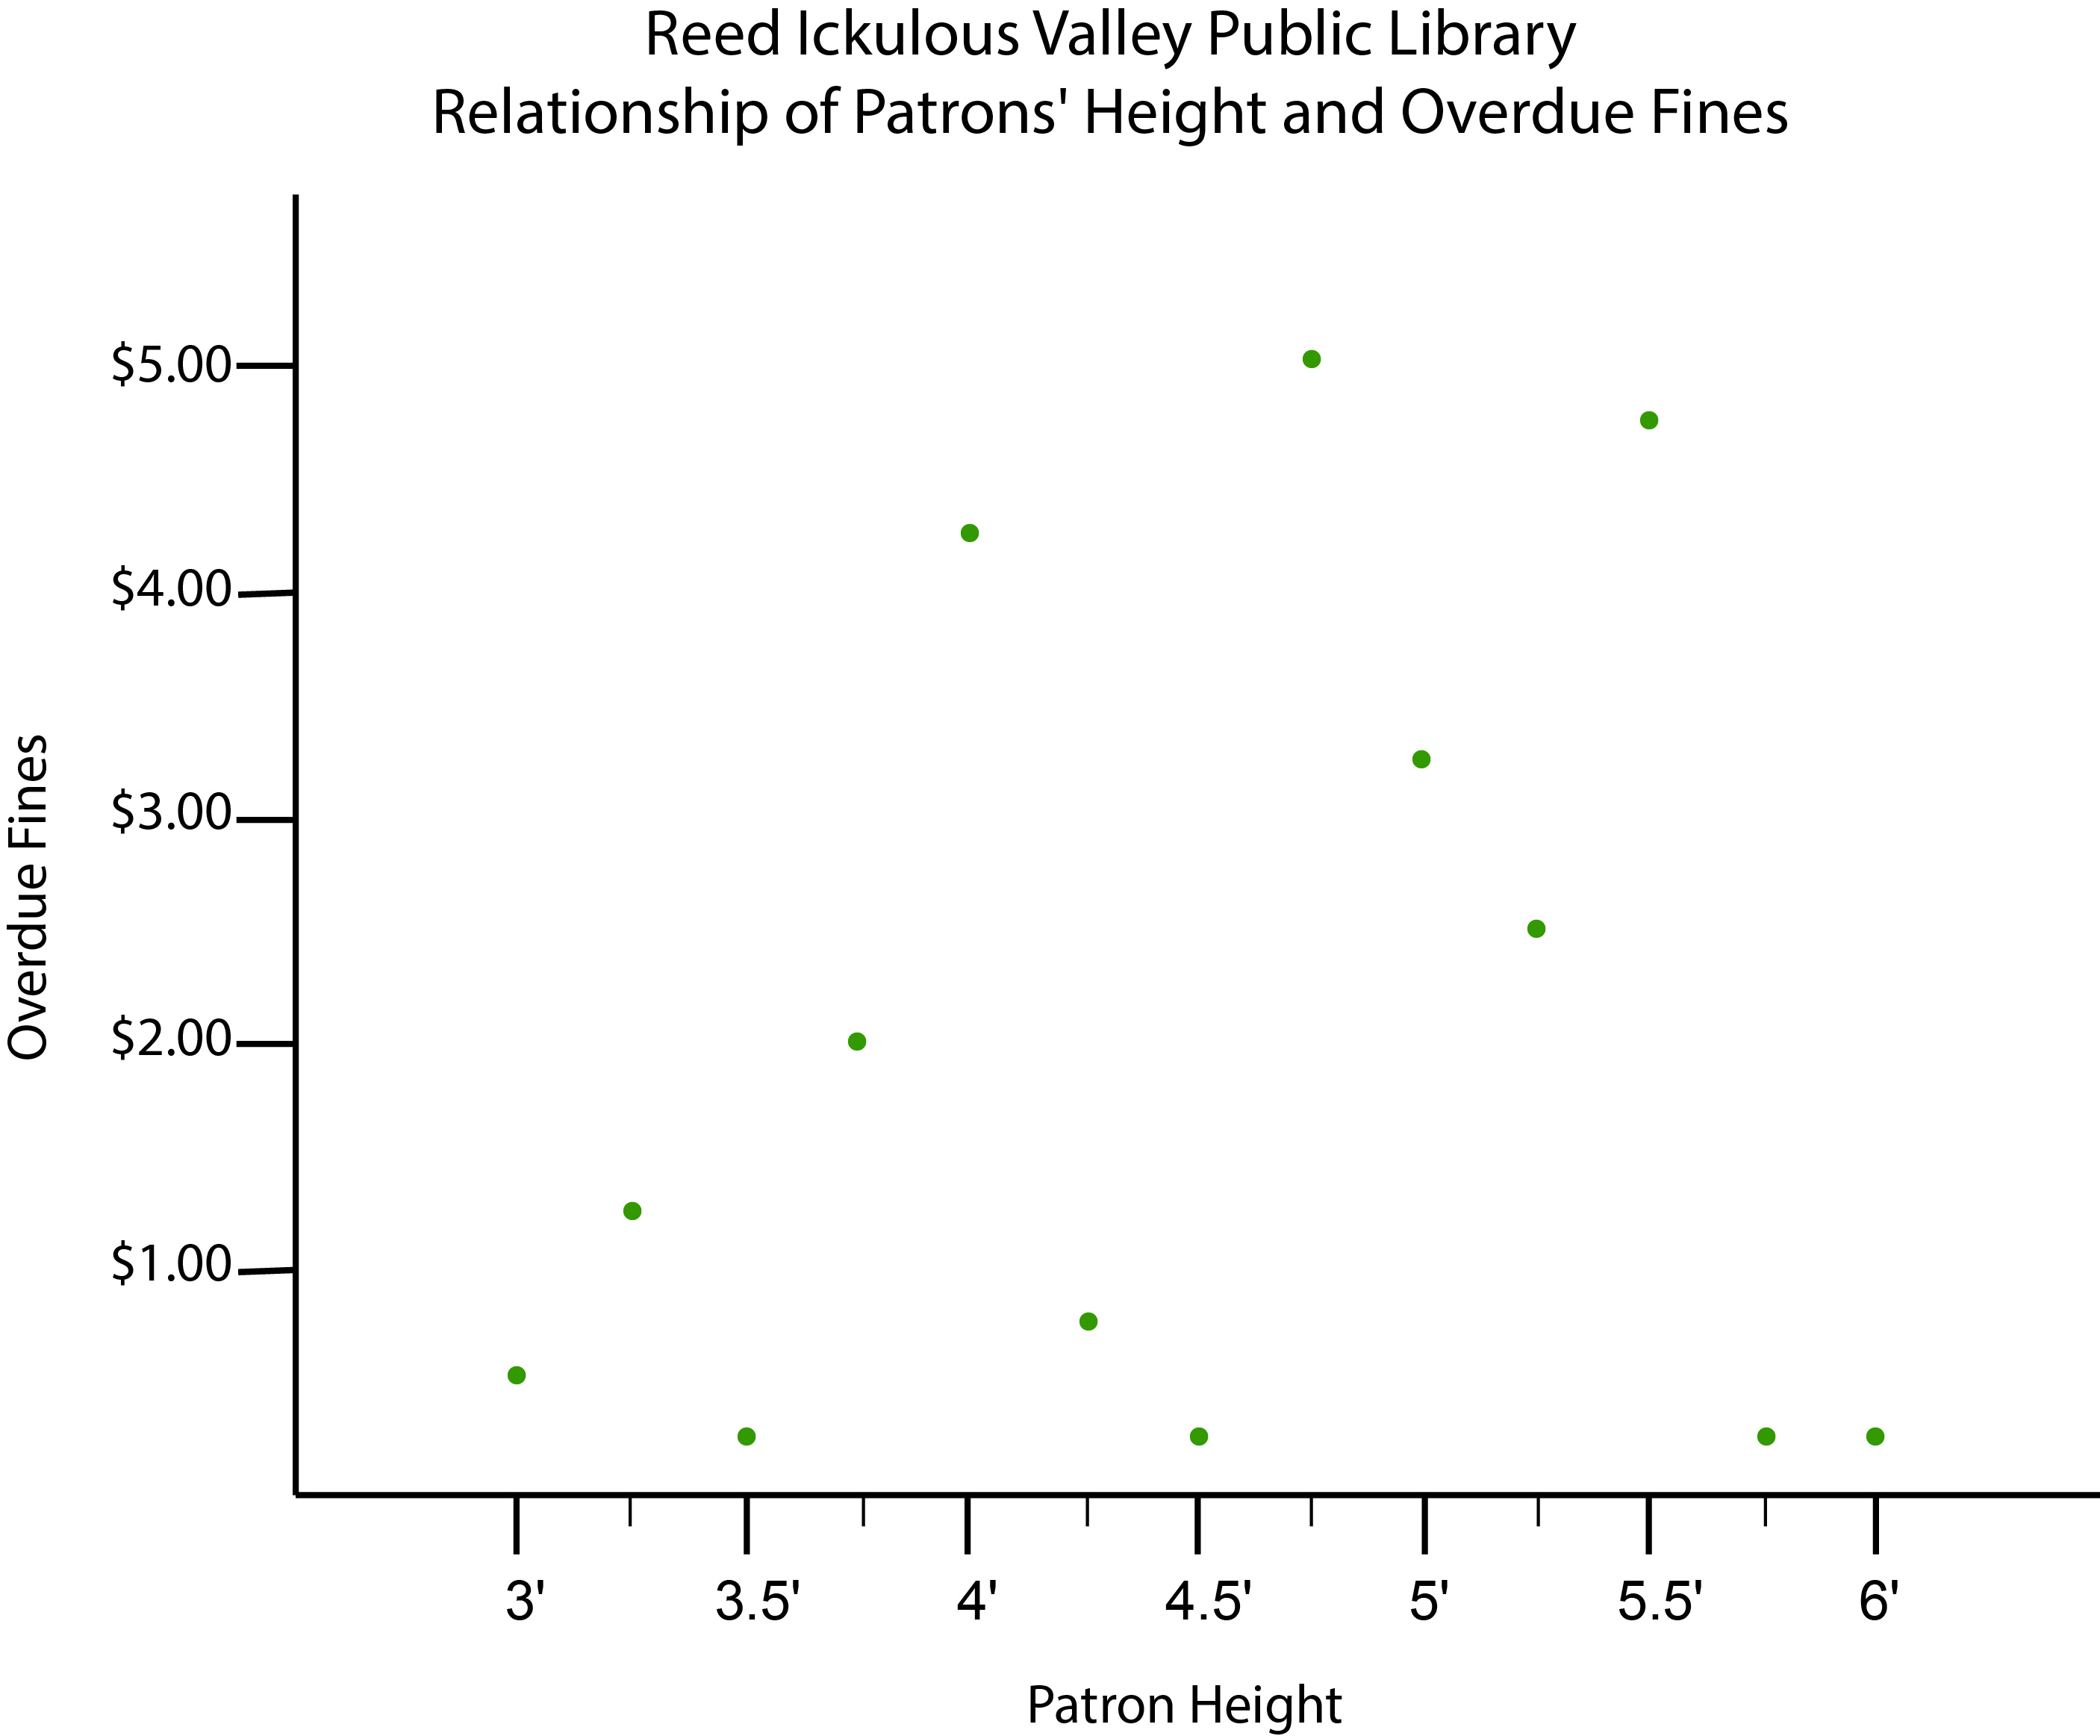 Reed Ickulous Valley Public Library
Relationship of Patrons' Height and Overdue Fines
$5.00
$4.00
$3.00
$2.00
$1.00
Overdue Fines
3' 3.5' 4' 4.5' 5' 5.5' 6'
Patron Height